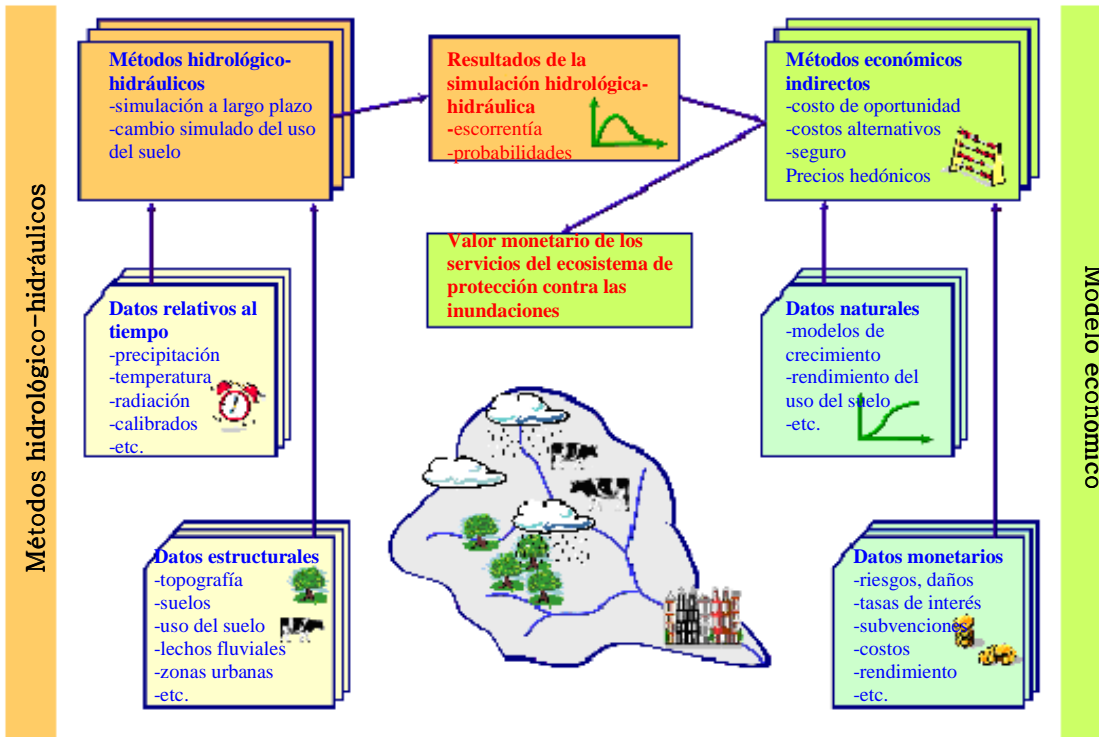 Métodos hidrológico-hidráulicos
Métodos hidrológico-
hidráulicos
-simulación a largo plazo
-cambio simulado del uso
del suelo
Resultados de la
simulación hidrológica-
hidráulica
-escorrentía
-probabilidades
Métodos económicos
indirectos
-costo de oportunidad
-costos alternativos
-seguro
Precios hedónicos
Valor monetario de los
servicios del ecosistema de
protección contra las
inundaciones
Datos relativos al
tiempo
-precipitación
-temperatura
-radiación
-calibrados
-etc.
Datos naturales
-modelos de
crecimiento
-rendimiento del
uso del suelo
-etc.
Datos estructurales
-topografía
-suelos
-uso del suelo
-lechos fluviales
-zonas urbanas
-etc.
Datos monetarios
-riesgos, daños
-tasas de interés
-subvenciones
-costos
-rendimiento
-etc.
Modelo economico